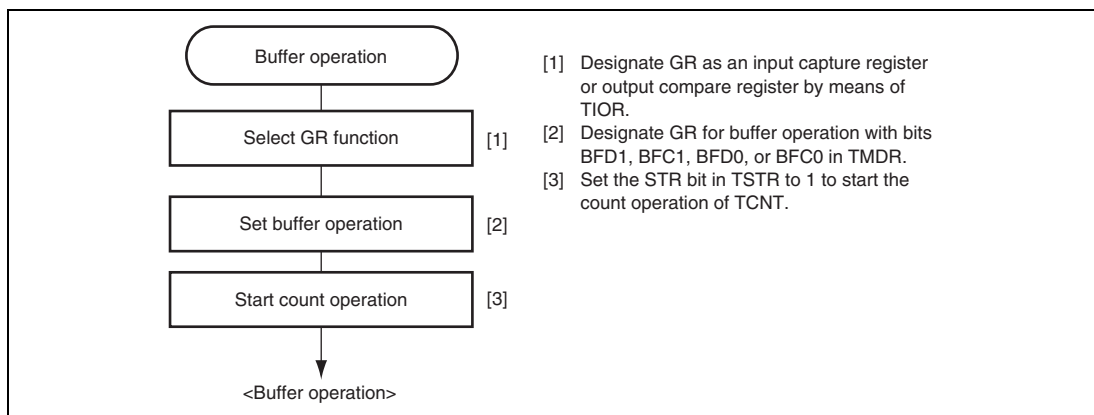 Buffer operation
Select GR function
[1]
Set buffer operation
[2]
Start count operation
[3]
<Buffer operation>
[1] Designate GR as an input capture register
or output compare register by means of
TIOR.
[2] Designate GR for buffer operation with bits
BFD1, BFC1, BFD0, or BFC0 in TMDR.
[3] Set the STR bit in TSTR to 1 to start the
count operation of TCNT.